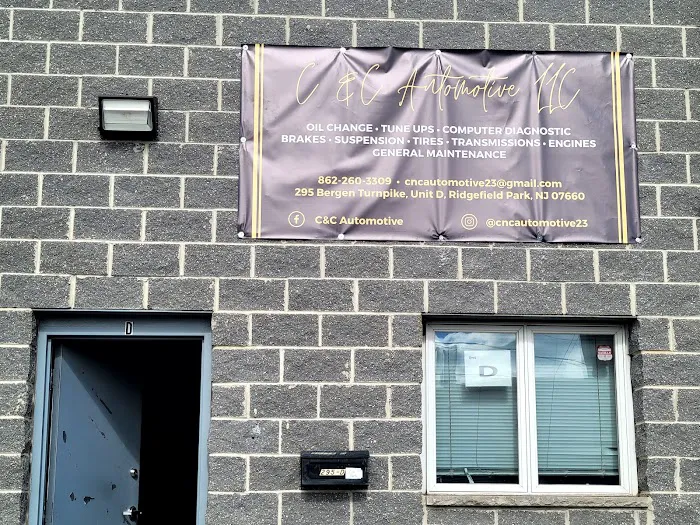 C & C Automotive LLC
OIL CHANGE • TUNE UPS • COMPUTER DIAGNOSTIC
BRAKES • SUSPENSION • TIRES • TRANSMISSIONS • ENGINES
GENERAL MAINTENANCE
862-260-3309 • cncautomotive23@gmail.com
295 Bergen Turnpike, Unit D, Ridgefield Park, NJ 07660
C&C Automotive @cncautomotive23
D
D
295-D